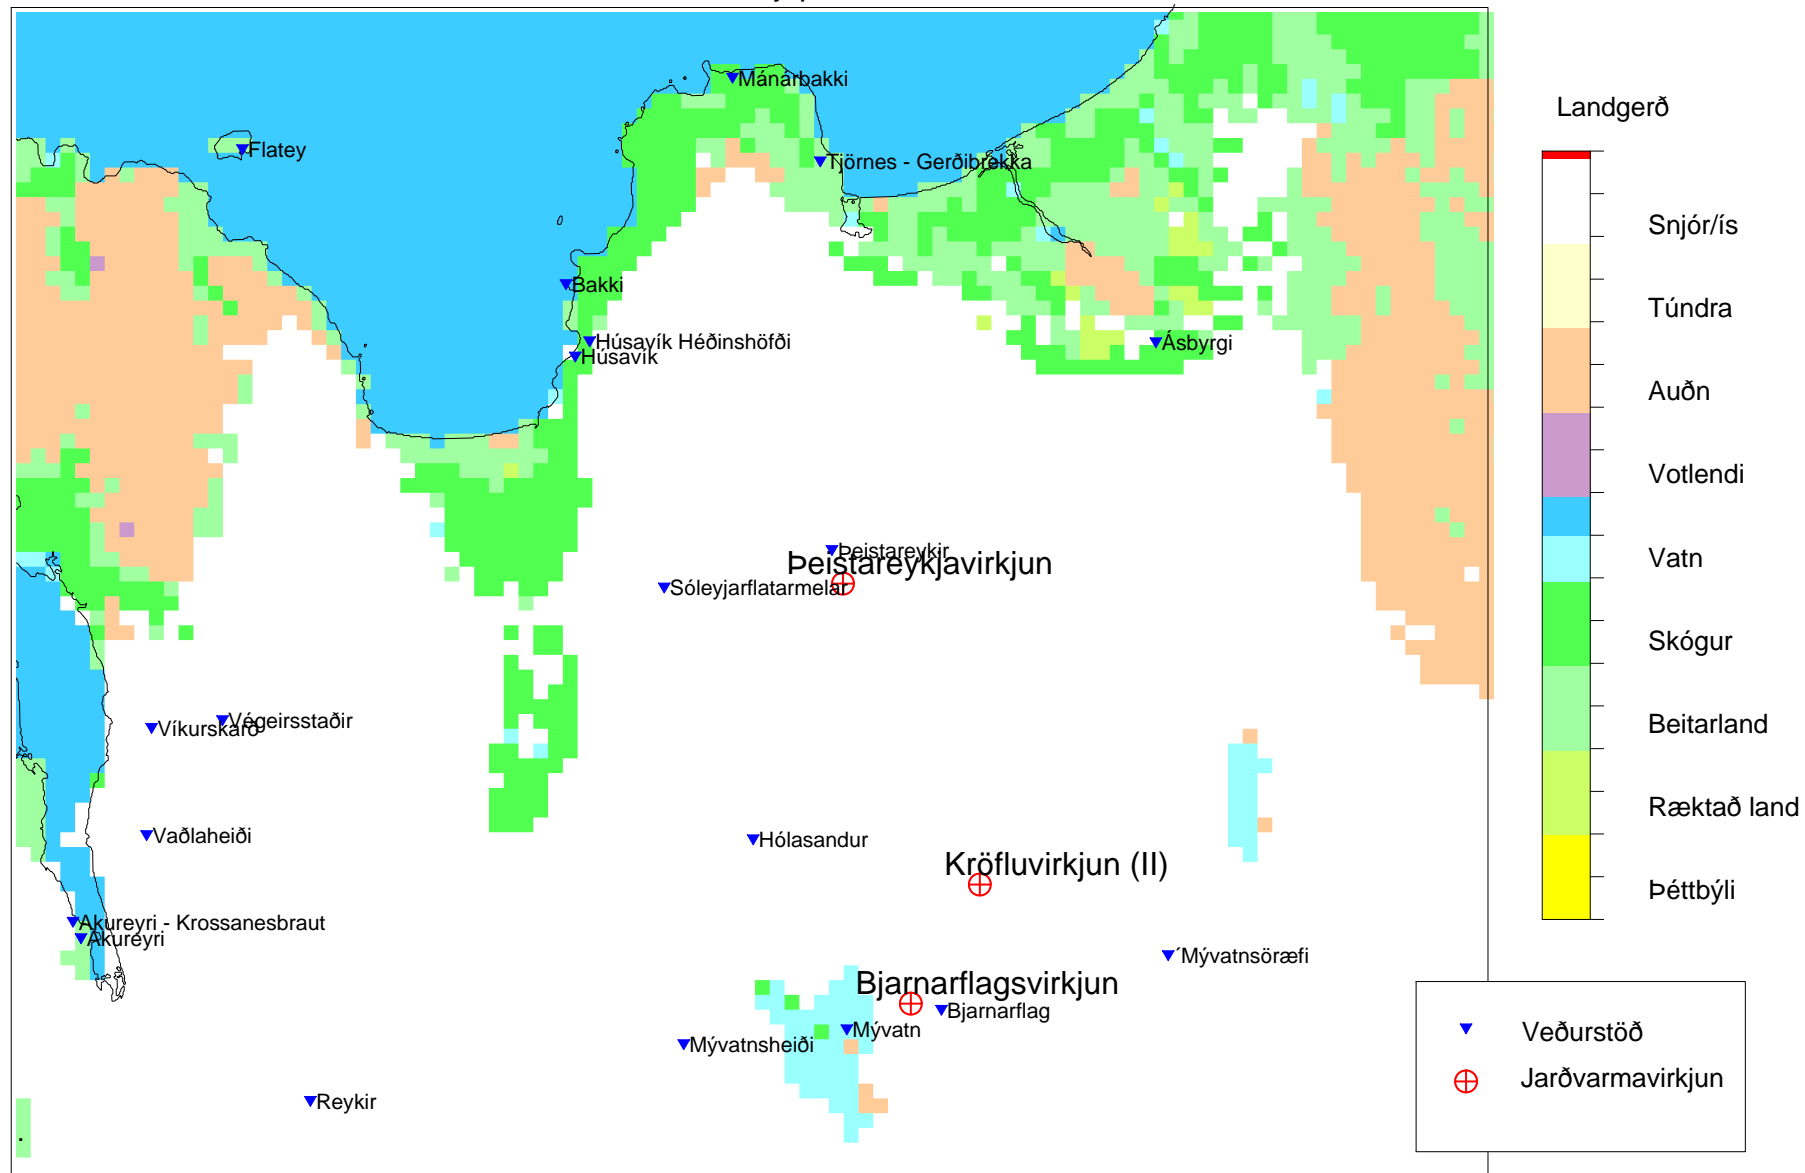 Mánárbakki
Landgerð
Flatey
Tjörnes - Gerðibrekka
Snjór/ís
Bakki
Túndra
Húsavík Héðinshöfði
Ásbyrgi
Húsavík
Auðn
Votlendi
Þeistareykir
Vatn
Þeistareykjavirkjun
Sóleyjarflatarmelar
Skógur
Végeirsstaðir
Víkurskarð
Beitarland
Ræktað land
Vaðlaheiði
Hólasandur
Kröfluvirkjun (II)
Þéttbýli
Akureyri - Krossanesbraut
Akureyri
´Mývatnsöræfi
Bjarnarflagsvirkjun
Bjarnarflag
Mývatn
Veðurstöð
Mývatnsheiði
Jarðvarmavirkjun
Reykir